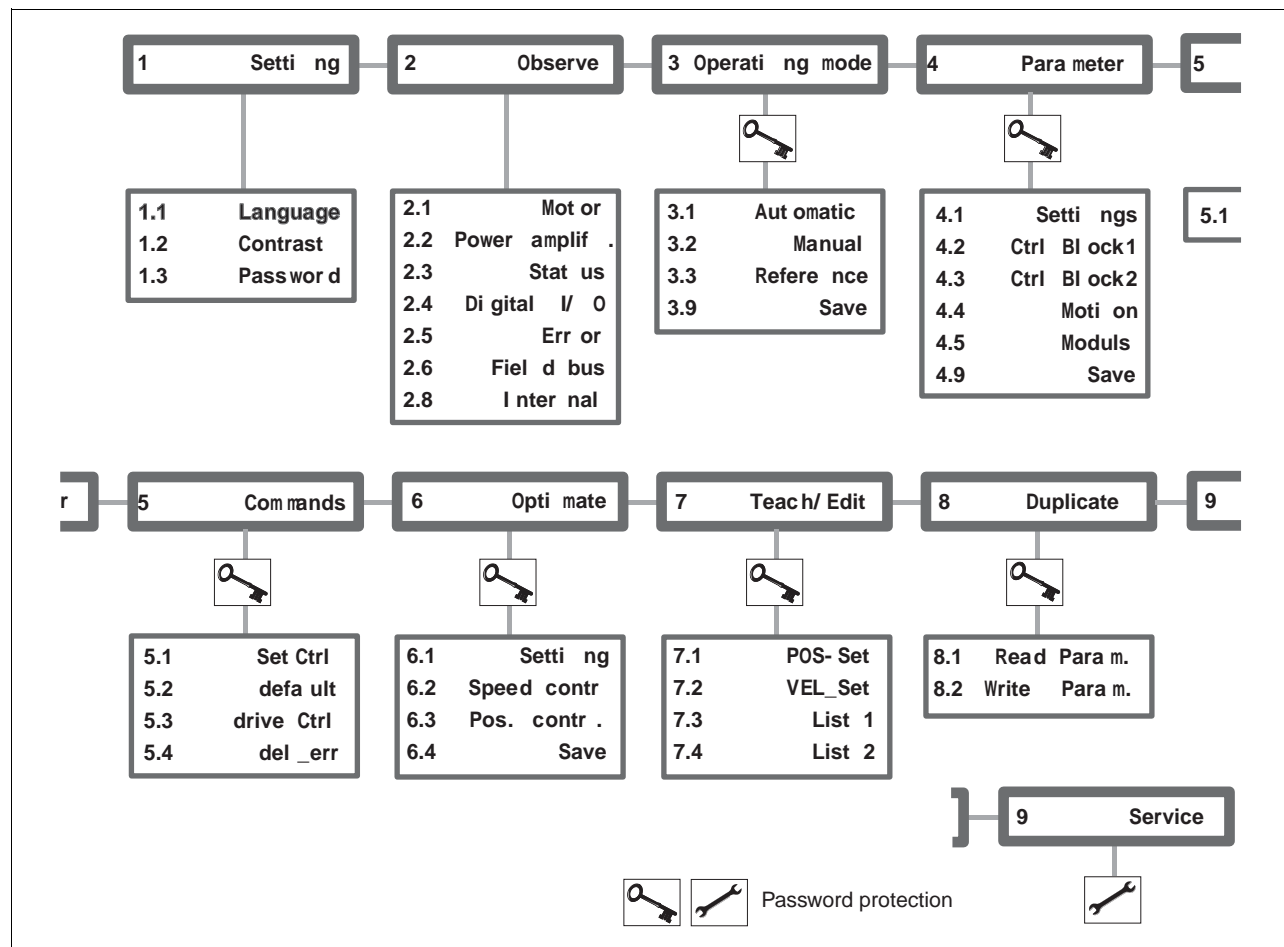 1 Setting
2 Observe
3 Operating mode
4 Parameter
5
1.1 Language
1.2 Contrast
1.3 Password
2.1 Motor
2.2 Power amplif.
2.3 Status
2.4 Digital I/O
2.5 Error
2.6 Field bus
2.8 Internal
3.1 Automatic
3.2 Manual
3.3 Reference
3.9 Save
4.1 Settings
4.2 Ctrl Block1
4.3 Ctrl Block2
4.4 Motion
4.5 Moduls
4.9 Save
5.1
r
5 Commands
6 Optimate
7 Teach/Edit
8 Duplicate
9
5.1 Set Ctrl
5.2 default
5.3 drive Ctrl
5.4 del_err
6.1 Setting
6.2 Speed contr
6.3 Pos. contr.
6.4 Save
7.1 POS-Set
7.2 VEL_Set
7.3 List 1
7.4 List 2
8.1 Read Param.
8.2 Write Param.
9 Service
Password protection